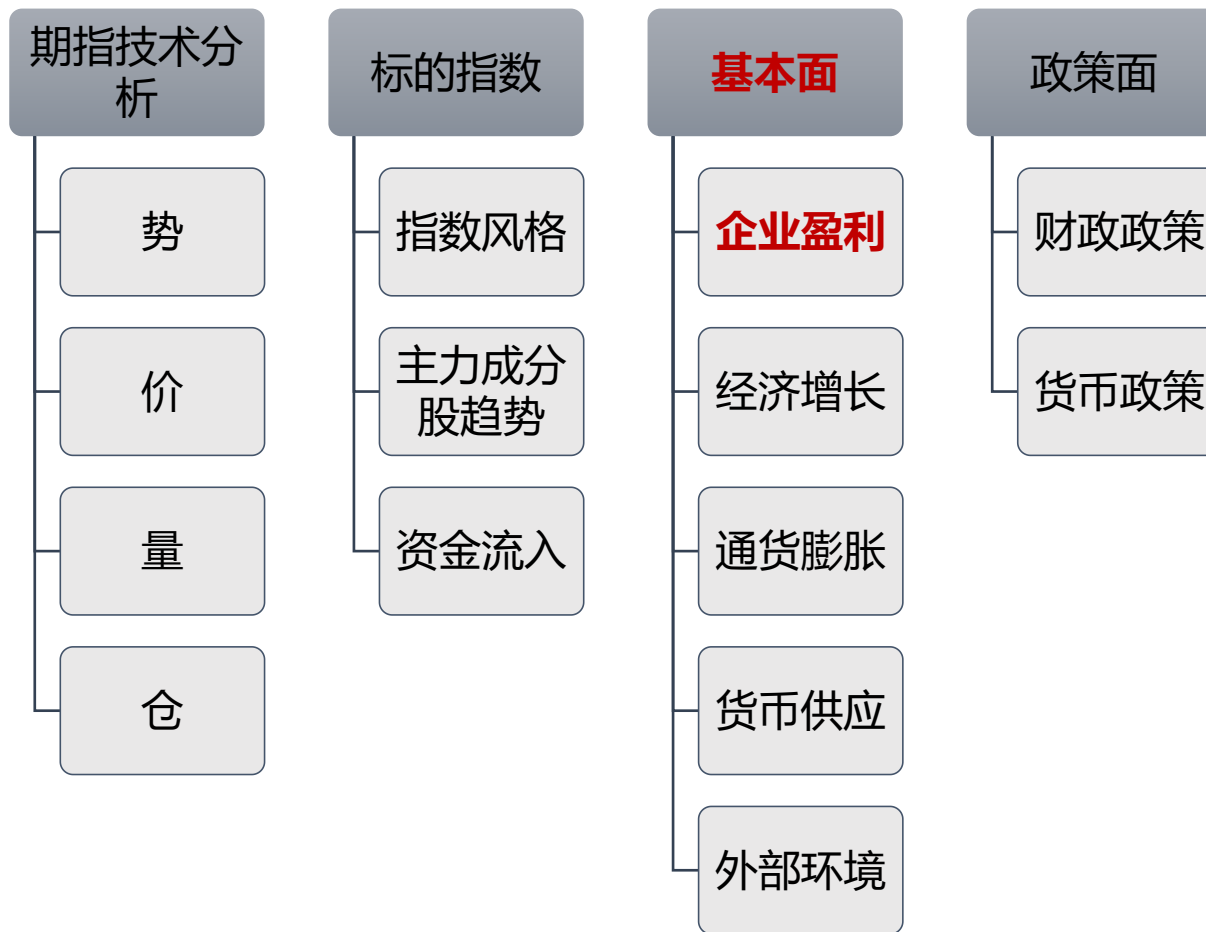 期指技术分
析
势
价
量
仓
标的指数
指数风格
主力成分
股趋势
资金流入
基本面
企业盈利
经济增长
通货膨胀
货币供应
外部环境
政策面
财政政策
货币政策